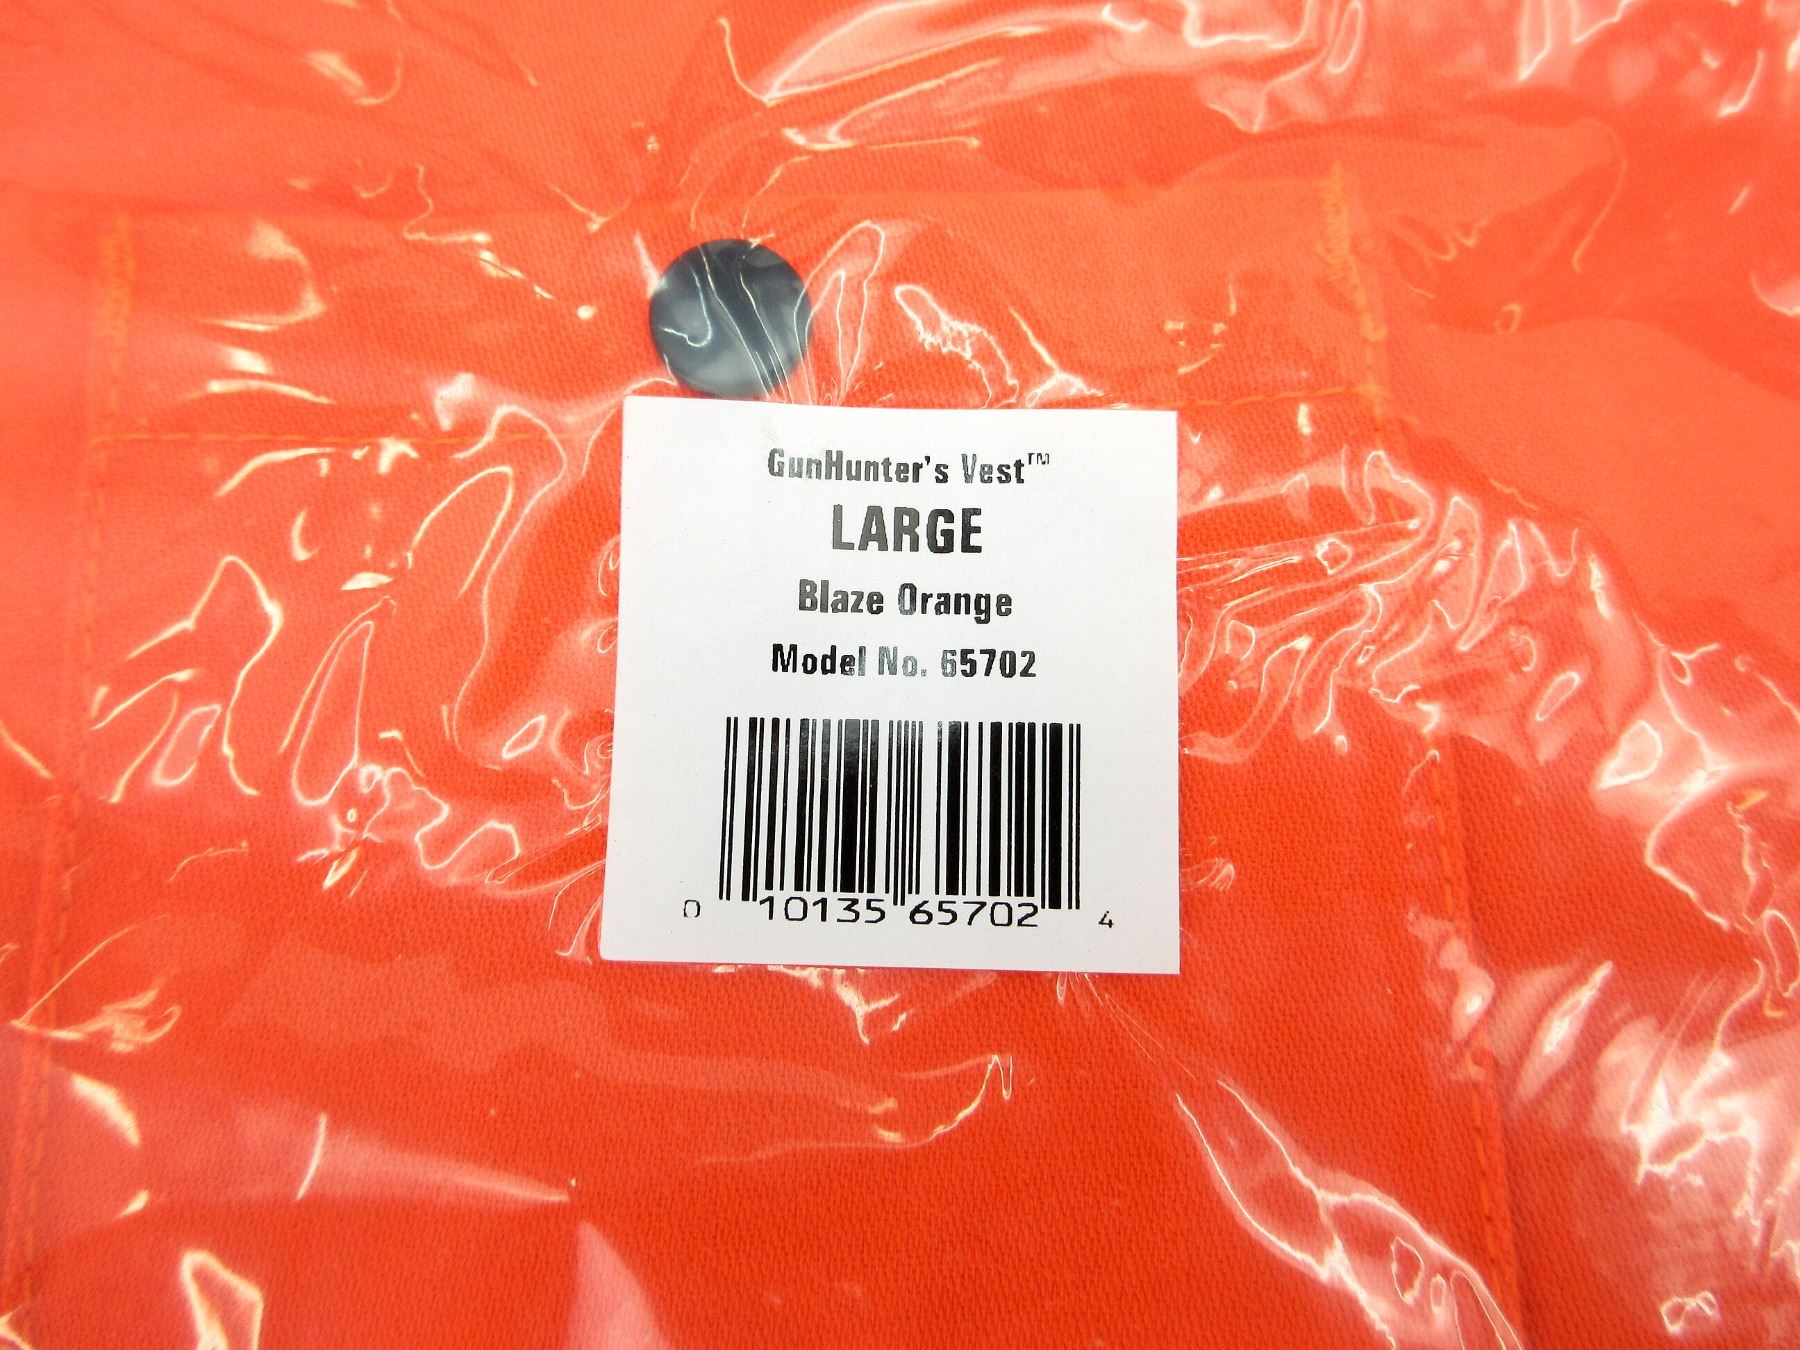 GunHunter's Vest™
LARGE
Blaze Orange
Model No. 65702
0 10135 65702 4